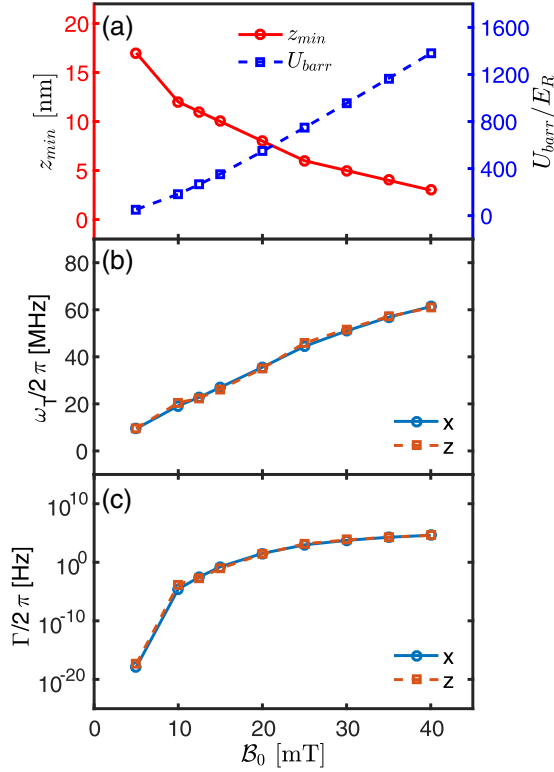 (a)
z_min
U_barr
20
15
10
5
0
z_min [nm]
1600
1200
800
400
0
U_barr/E_R
(b)
80
60
40
20
0
ω_T/2 π [MHz]
x
z
(c)
10^10
10^0
10^-10
10^-20
Γ/2 π [Hz]
x
z
0 10 20 30 40
ℬ_0 [mT]